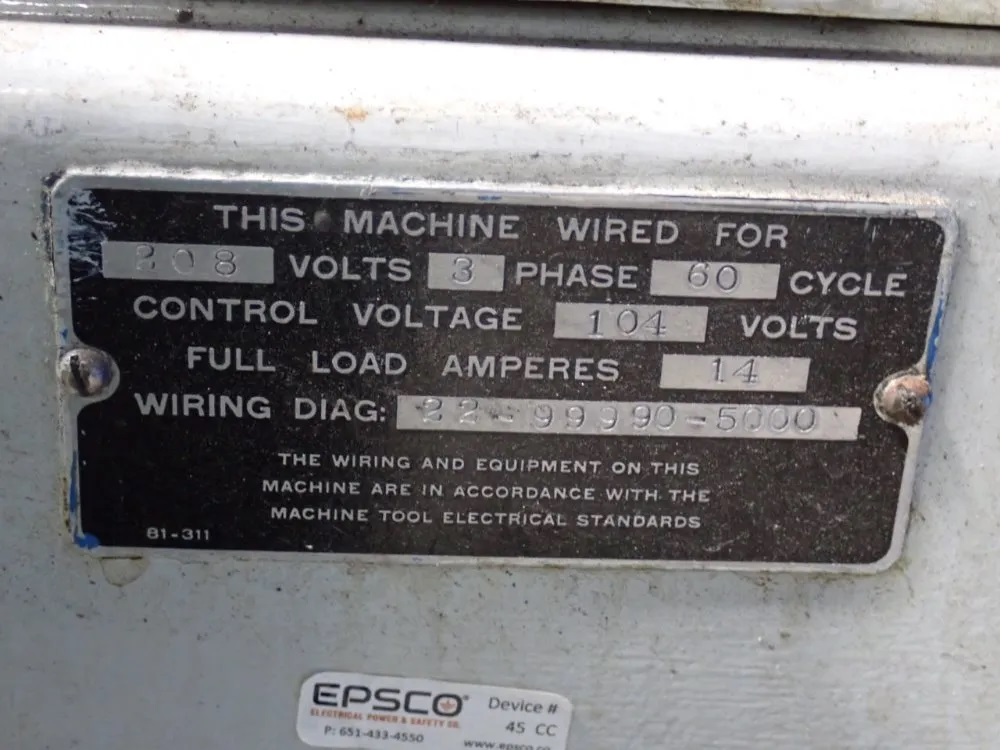 THIS MACHINE WIRED FOR
208 VOLTS 3 PHASE 60 CYCLE
CONTROL VOLTAGE 104 VOLTS
FULL LOAD AMPERES 14
WIRING DIAG: 22-99990-5000
THE WIRING AND EQUIPMENT ON THIS
MACHINE ARE IN ACCORDANCE WITH THE
MACHINE TOOL ELECTRICAL STANDARDS
81-311
EPSCO Device #
ELECTRICAL POWER & SAFETY CO. 45 CC
P: 651-433-4550